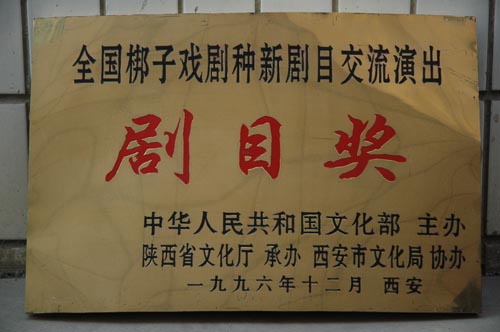 全国梆子戏剧种新剧目交流演出
剧目奖
中华人民共和国文化部 主办
陕西省文化厅 承办 西安市文化局 协办
一九九六年十二月 西安